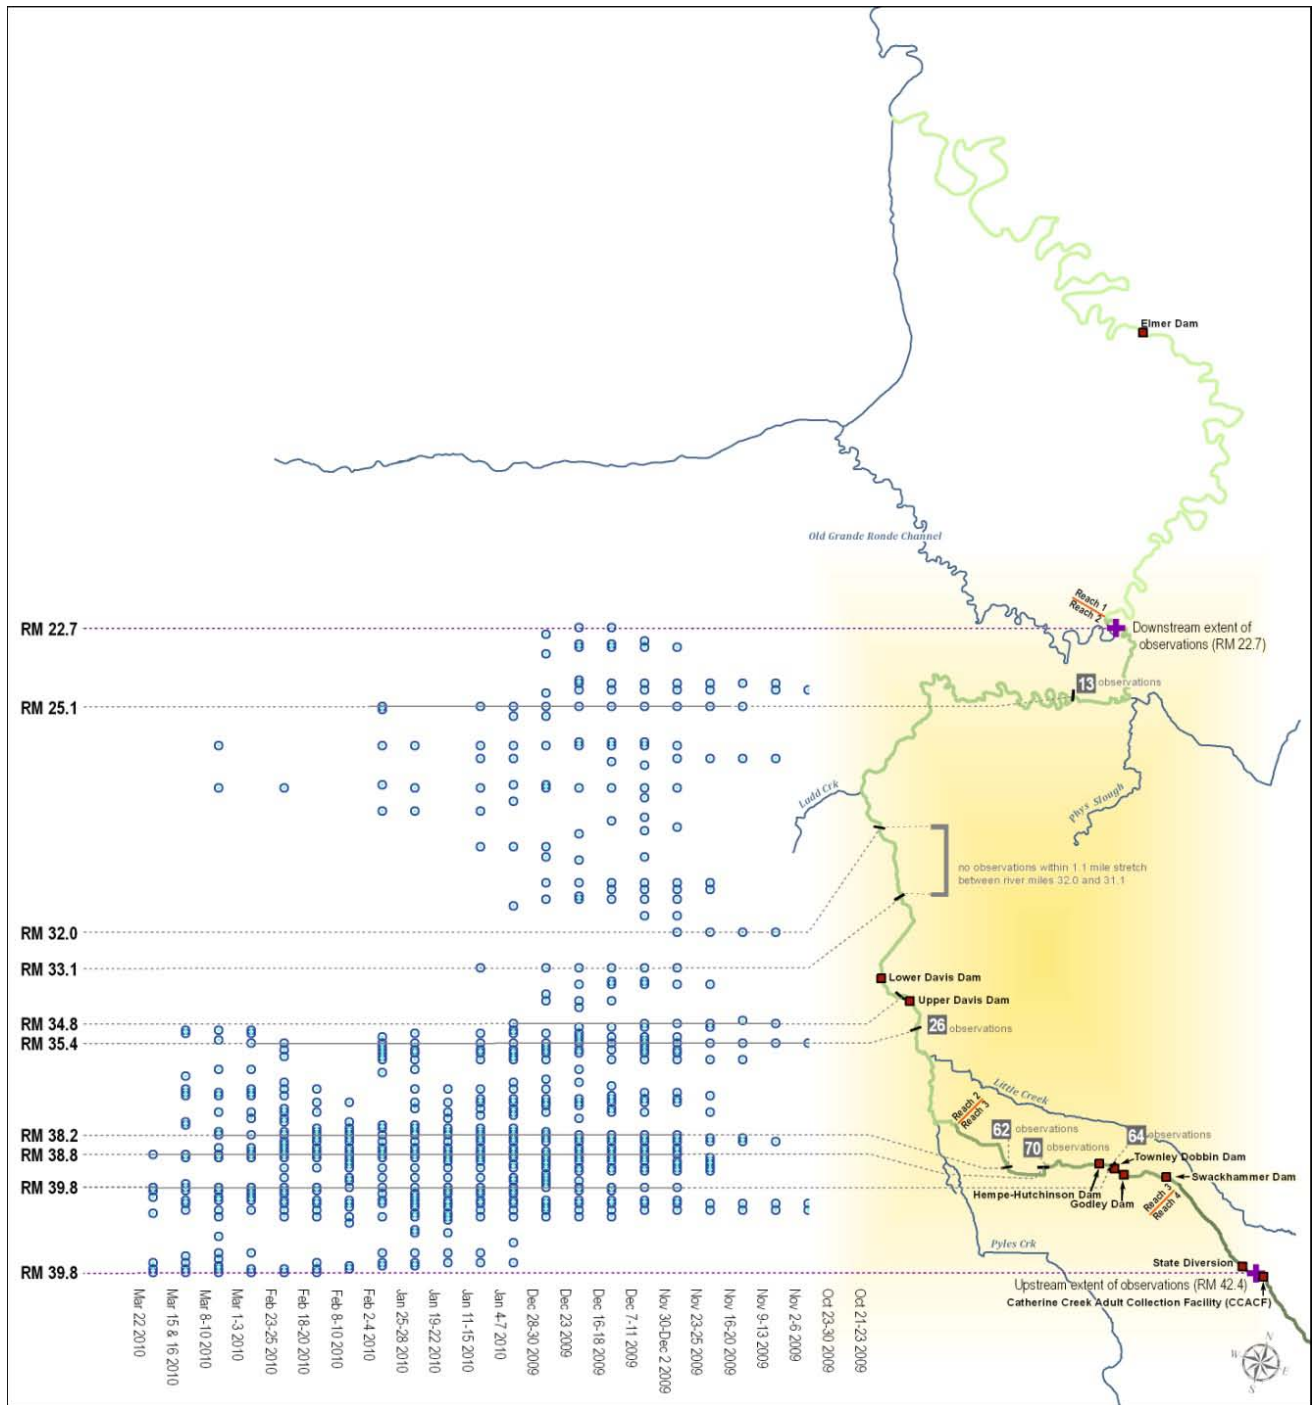 Elmer Dam
Old Grande Ronde Channel
Reach 1
Reach 2
RM 22.7
Downstream extent of
observations (RM 22.7)
13 observations
RM 25.1
Ladd Crk
Phys Slough
no observations within 1.1 mile stretch
between river miles 32.0 and 31.1
RM 32.0
RM 33.1
Lower Davis Dam
Upper Davis Dam
RM 34.8
26 observations
RM 35.4
Little Creek
Reach 2
Reach 3
62 observations
64 observations
RM 38.2
70 observations
RM 38.8
Townley Dobbin Dam
Swackhammer Dam
RM 39.8
Hempe-Hutchinson Dam
Godley Dam
Reach 3
Reach 4
Pyles Crk
State Diversion
RM 39.8
Upstream extent of observations (RM 42.4)
Catherine Creek Adult Collection Facility (CCACF)
Mar 22 2010
Mar 15 & 16 2010
Mar 8-10 2010
Mar 1-3 2010
Feb 23-25 2010
Feb 18-20 2010
Feb 8-10 2010
Feb 2-4 2010
Jan 25-28 2010
Jan 19-22 2010
Jan 11-15 2010
Jan 4-7 2010
Dec 28-30 2009
Dec 23 2009
Dec 16-18 2009
Dec 7-11 2009
Nov 30-Dec 2 2009
Nov 23-25 2009
Nov 16-20 2009
Nov 9-13 2009
Nov 2-6 2009
Oct 23-30 2009
Oct 21-23 2009
N
W
E
S